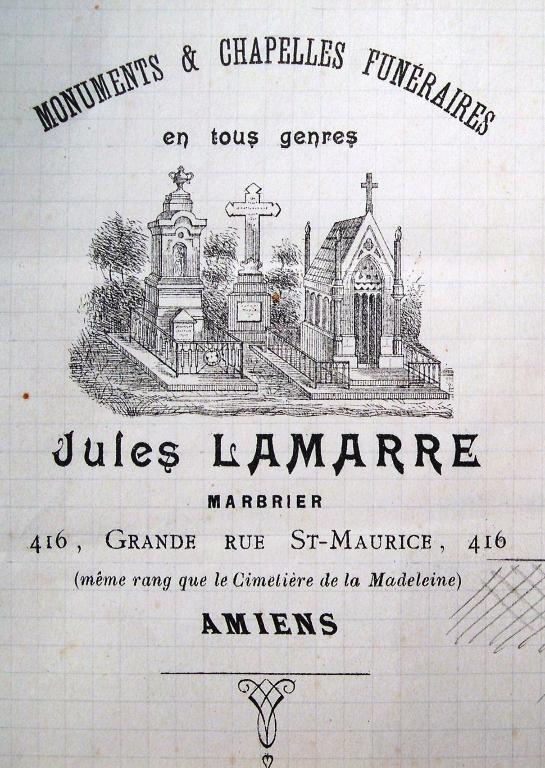 MONUMENTS & CHAPELLES FUNÉRAIRES
en tous genres
Jules LAMARRE
MARBRIER
416, GRANDE RUE ST-MAURICE, 416
(même rang que le Cimetière de la Madeleine)
AMIENS